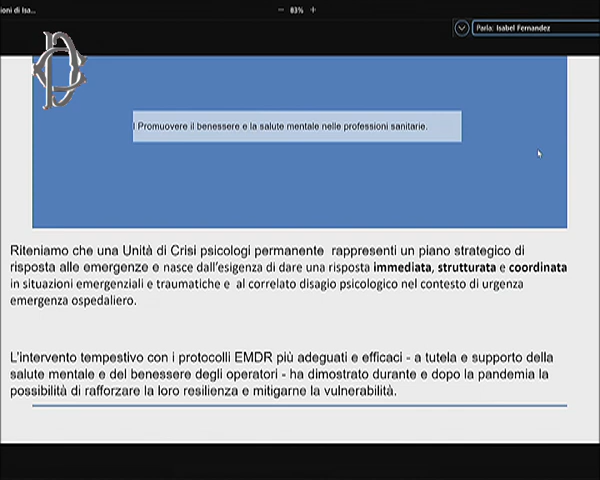 ioni di Isa...
83%
Parla: Isabel Fernandez
Promuovere il benessere e la salute mentale nelle professioni sanitarie.
Riteniamo che una Unità di Crisi psicologi permanente rappresenti un piano strategico di
risposta alle emergenze e nasce dall'esigenza di dare una risposta immediata, strutturata e coordinata
in situazioni emergenziali e traumatiche e al correlato disagio psicologico nel contesto di urgenza
emergenza ospedaliero.
L'intervento tempestivo con i protocolli EMDR più adeguati e efficaci - a tutela e supporto della
salute mentale e del benessere degli operatori - ha dimostrato durante e dopo la pandemia la
possibilità di rafforzare la loro resilienza e mitigarne la vulnerabilità.